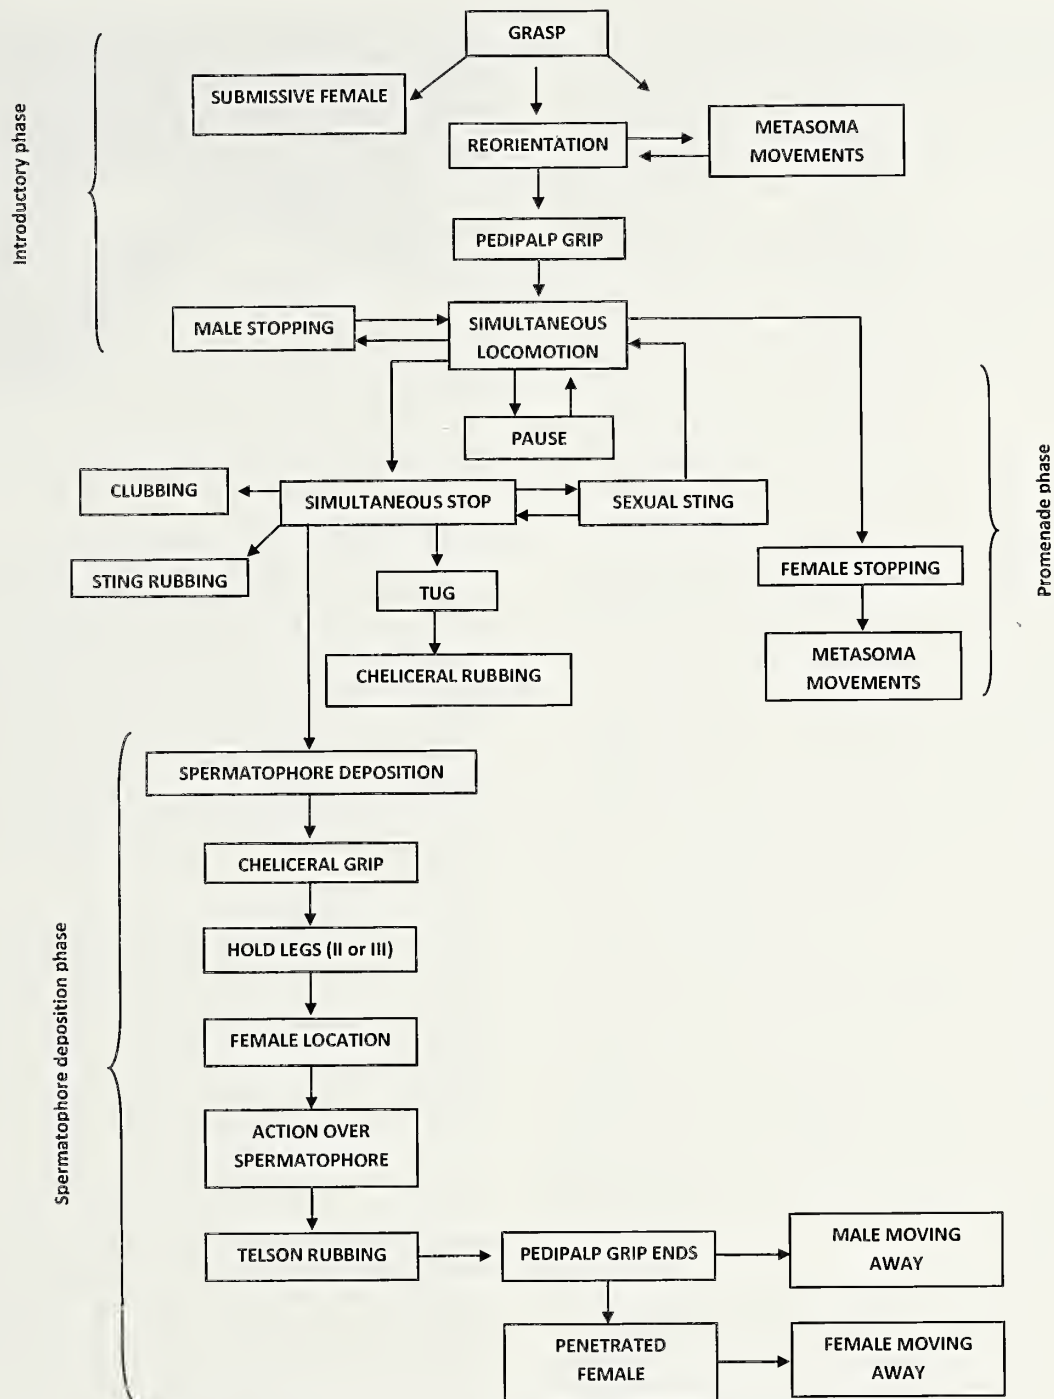 GRASP
SUBMISSIVE FEMALE
REORIENTATION
METASOMA
MOVEMENTS
Introductory phase
PEDIPALP GRIP
MALE STOPPING
SIMULTANEOUS
LOCOMOTION
PAUSE
CLUBBING
SIMULTANEOUS STOP
SEXUAL STING
STING RUBBING
TUG
FEMALE STOPPING
Promenade phase
CHELICERAL RUBBING
METASOMA
MOVEMENTS
SPERMATOPHORE DEPOSITION
CHELICERAL GRIP
HOLD LEGS (II or III)
FEMALE LOCATION
Spermatophore deposition phase
ACTION OVER
SPERMATOPHORE
TELSON RUBBING
PEDIPALP GRIP ENDS
MALE MOVING
AWAY
PENETRATED
FEMALE
FEMALE MOVING
AWAY